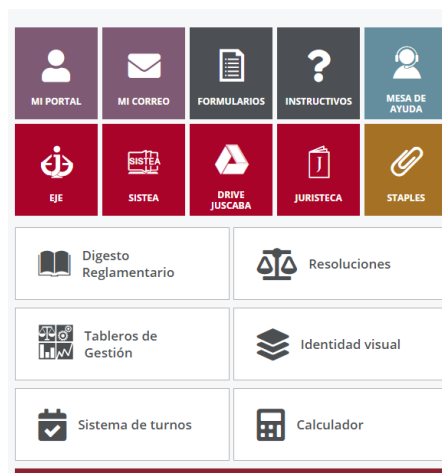 MI PORTAL
MI CORREO
FORMULARIOS
INSTRUCTIVOS
MESA DE
AYUDA
EJE
SISTEA
SISTEA
DRIVE
JUSCABA
J
JURISTECA
STAPLES
Digesto
Reglamentario
Resoluciones
Tableros de
Gestión
Identidad visual
Sistema de turnos
Calculador